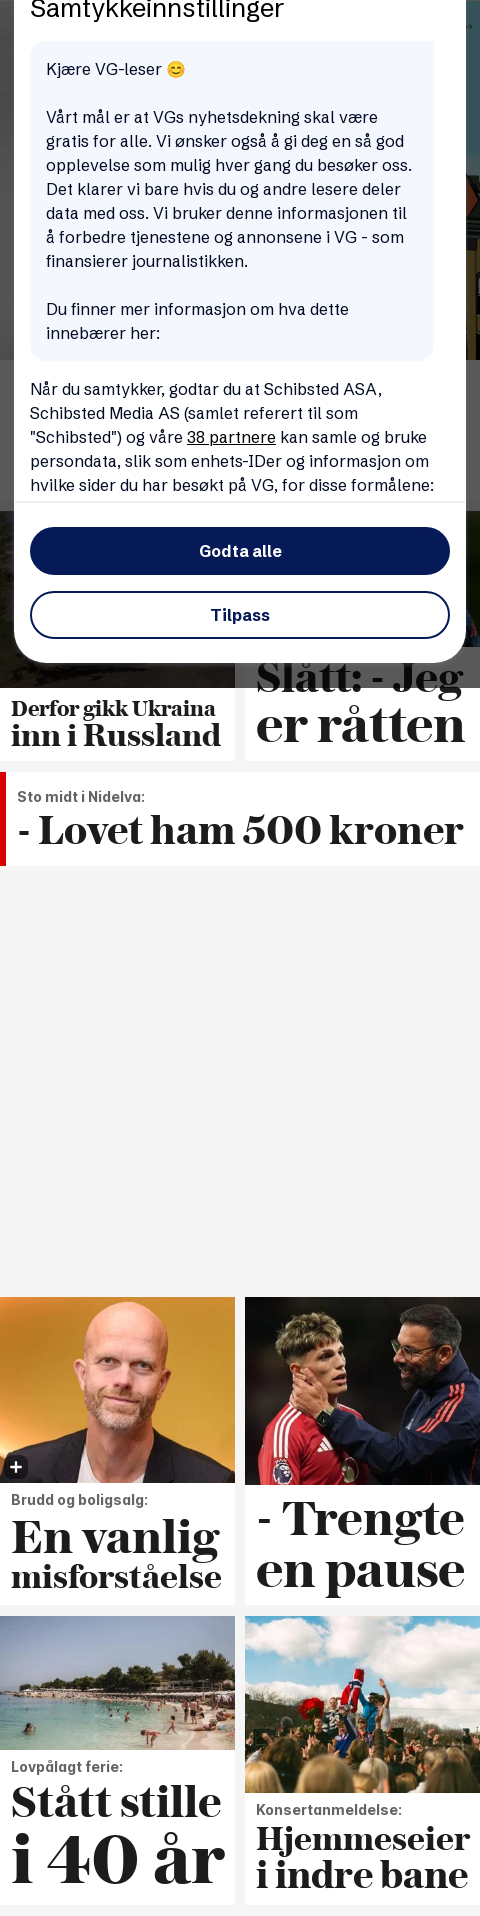 Samtykkeinnstillinger
Kjære VG-leser 😊
Vårt mål er at VGs nyhetsdekning skal være
gratis for alle. Vi ønsker også å gi deg en så god
opplevelse som mulig hver gang du besøker oss.
Det klarer vi bare hvis du og andre lesere deler
data med oss. Vi bruker denne informasjonen til
å forbedre tjenestene og annonsene i VG - som
finansierer journalistikken.
Du finner mer informasjon om hva dette
innebærer her:
Når du samtykker, godtar du at Schibsted ASA,
Schibsted Media AS (samlet referert til som
"Schibsted") og våre 38 partnere kan samle og bruke
persondata, slik som enhets-IDer og informasjon om
hvilke sider du har besøkt på VG, for disse formålene:
Godta alle
Tilpass
Derfor gikk Ukraina
inn i Russland
Slått: - Jeg
er råtten
Sto midt i Nidelva:
- Lovet ham 500 kroner
Brudd og boligsalg:
En vanlig
misforståelse
- Trengte
en pause
Lovpålagt ferie:
Stått stille
i 40 år
Konsertanmeldelse:
Hjemmeseier
i indre bane